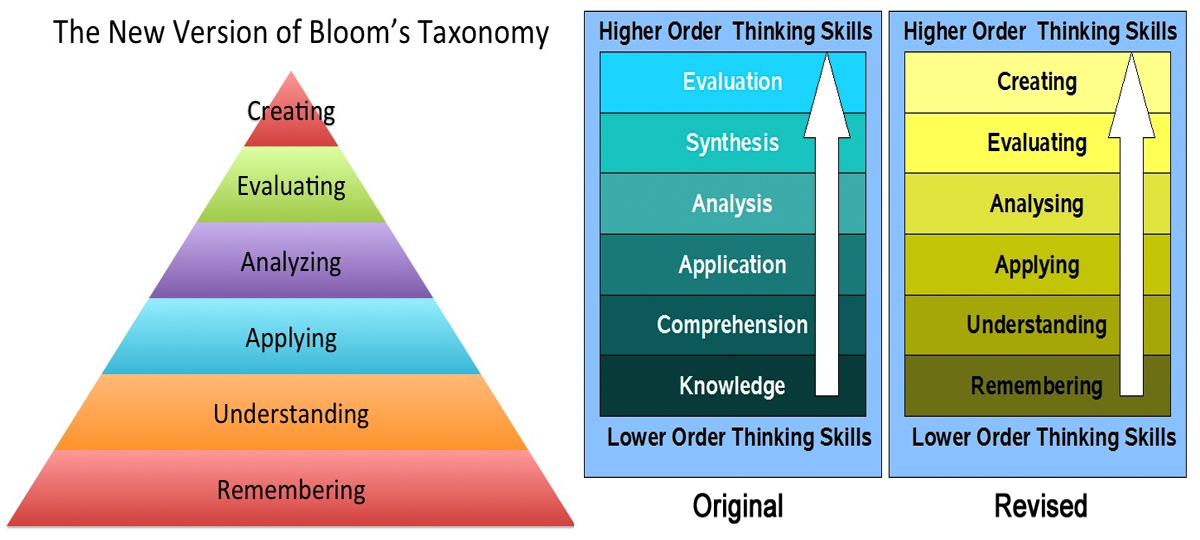 The New Version of Bloom's Taxonomy
Creating
Evaluating
Analyzing
Applying
Understanding
Remembering
Higher Order Thinking Skills
Evaluation
Synthesis
Analysis
Application
Comprehension
Knowledge
Lower Order Thinking Skills
Original
Higher Order Thinking Skills
Creating
Evaluating
Analysing
Applying
Understanding
Remembering
Lower Order Thinking Skills
Revised